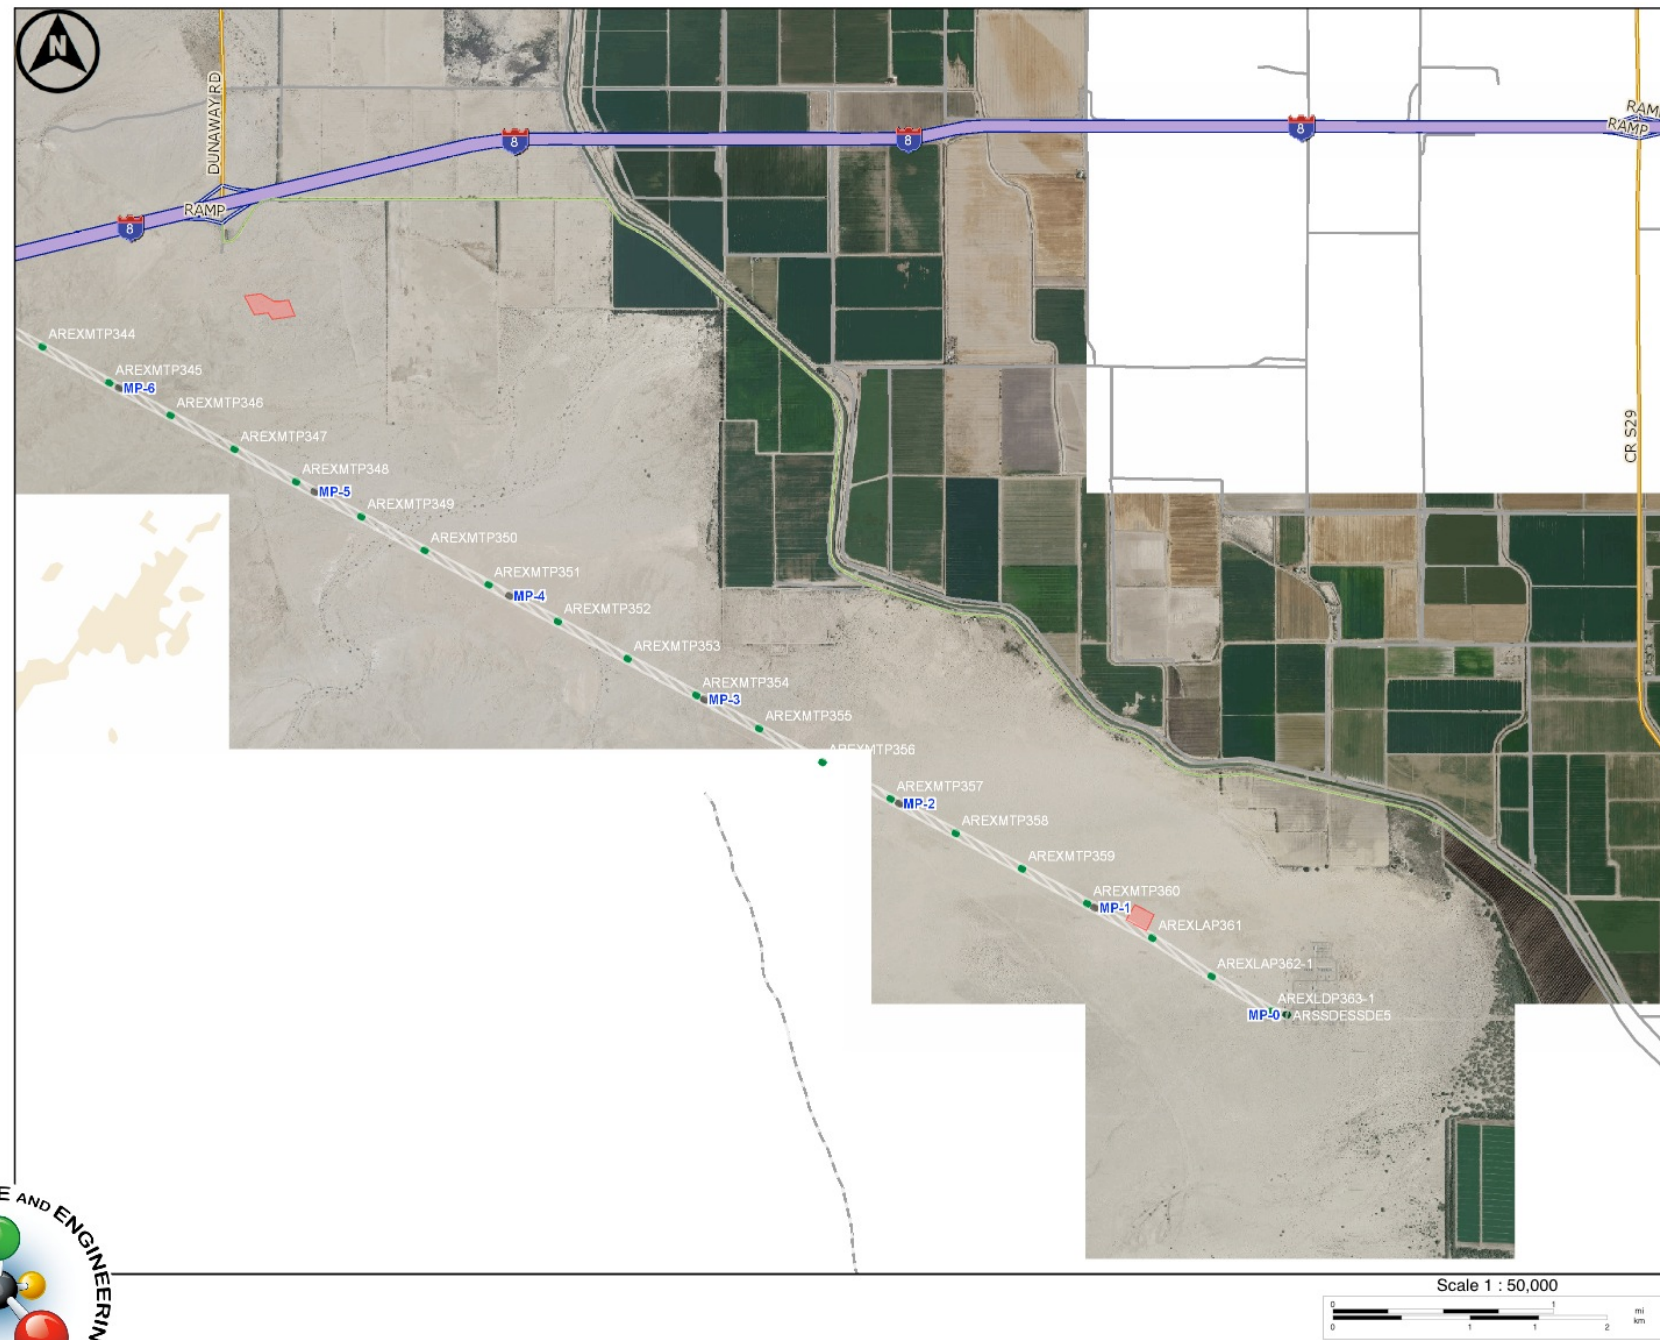 N
DUNAWAY RD
RAMP
RAMP
RAMP
8
8
8
8
CR S29
AREXMTP344
AREXMTP345
MP-6
AREXMTP346
AREXMTP347
AREXMTP348
MP-5
AREXMTP349
AREXMTP350
AREXMTP351
MP-4
AREXMTP352
AREXMTP353
AREXMTP354
MP-3
AREXMTP355
AREXMTP356
AREXMTP357
MP-2
AREXMTP358
AREXMTP359
AREXMTP360
MP-1
AREXLAP361
AREXLAP362-1
AREXLDP363-1
MP-0 ARSSDESSDE5
E AND ENGINEERIN
Scale 1 : 50,000
0 1 mi
0 1 1 2 km